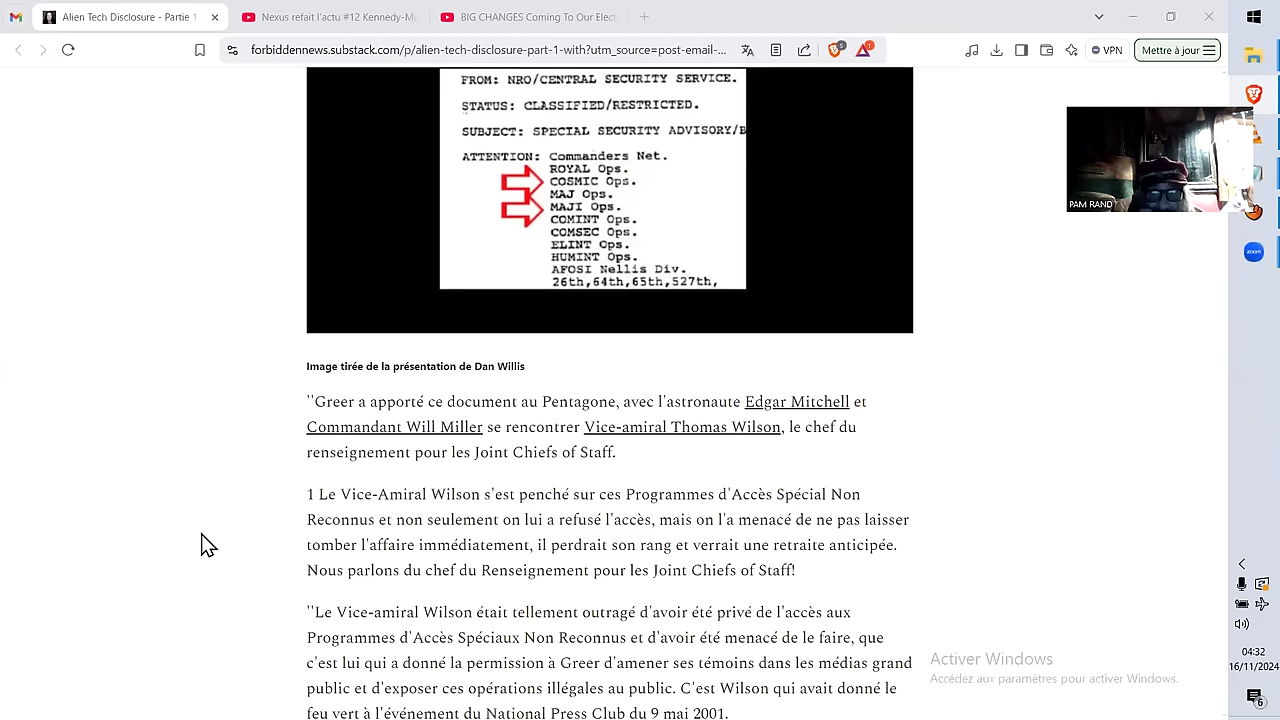 Alien Tech Disclosure - Partie 1
Nexus refait l'actu #12 Kennedy-Mu
BIG CHANGES Coming To Our Elect
forbiddennews.substack.com/p/alien-tech-disclosure-part-1-with?utm_source=post-email-...
5
1
VPN
Mettre à jour
FROM: NRO/CENTRAL SECURITY SERVICE.
STATUS: CLASSIFIED/RESTRICTED.
SUBJECT: SPECIAL SECURITY ADVISORY/B
ATTENTION: Commanders Net.
ROYAL Ops.
COSMIC Ops.
MAJ Ops.
MAJI Ops.
COMINT Ops.
COMSEC Ops.
ELINT Ops.
HUMINT Ops.
AFOSI Nellis Div.
26th,64th,65th,527th,
PAM RAND
zoom
Image tirée de la présentation de Dan Willis
''Greer a apporté ce document au Pentagone, avec l'astronaute Edgar Mitchell et
Commandant Will Miller se rencontrer Vice-amiral Thomas Wilson, le chef du
renseignement pour les Joint Chiefs of Staff.
1 Le Vice-Amiral Wilson s'est penché sur ces Programmes d'Accès Spécial Non
Reconnus et non seulement on lui a refusé l'accès, mais on l'a menacé de ne pas laisser
tomber l'affaire immédiatement, il perdrait son rang et verrait une retraite anticipée.
Nous parlons du chef du Renseignement pour les Joint Chiefs of Staff!
''Le Vice-amiral Wilson était tellement outragé d'avoir été privé de l'accès aux
Programmes d'Accès Spéciaux Non Reconnus et d'avoir été menacé de le faire, que
c'est lui qui a donné la permission à Greer d'amener ses témoins dans les médias grand
public et d'exposer ces opérations illégales au public. C'est Wilson qui avait donné le
feu vert à l'événement du National Press Club du 9 mai 2001.
Activer Windows
Accédez aux paramètres pour activer Windows.
04:32
16/11/2024
6